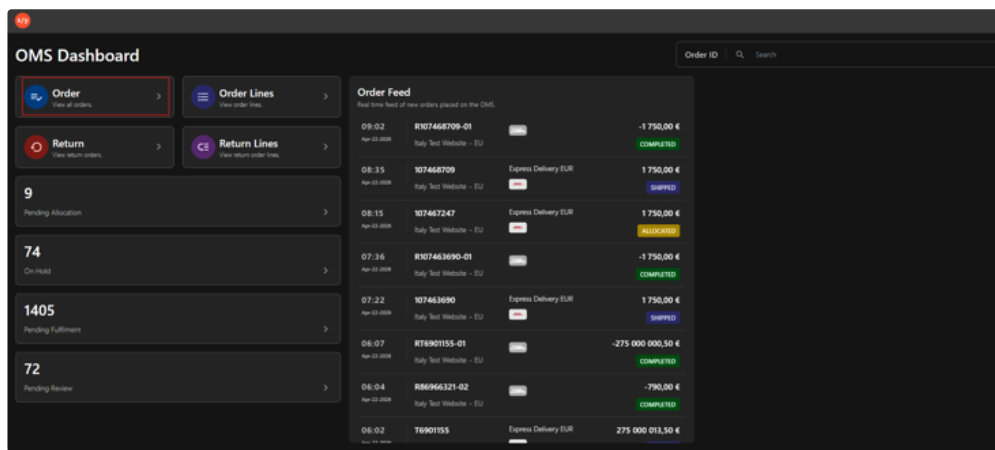 x/y
OMS Dashboard
Order ID
Search
Order
View all orders.
Order Lines
View order lines.
Return
View return orders.
Return Lines
View return order lines.
9
Pending Allocation
74
On Hold
1405
Pending Fulfilment
72
Pending Review
Order Feed
Real time feed of new orders placed on the OMS.
09:02 R107468709-01 -1 750,00 €
Apr-22-2026 Italy Test Website - EU COMPLETED
08:35 107468709 Express Delivery EUR 1 750,00 €
Apr-22-2026 Italy Test Website - EU SHIPPED
08:15 107467247 Express Delivery EUR 1 750,00 €
Apr-22-2026 Italy Test Website - EU ALLOCATED
07:36 R107463690-01 -1 750,00 €
Apr-22-2026 Italy Test Website - EU COMPLETED
07:22 107463690 Express Delivery EUR 1 750,00 €
Apr-22-2026 Italy Test Website - EU SHIPPED
06:07 RT6901155-01 -275 000 000,50 €
Apr-22-2026 Italy Test Website - EU COMPLETED
06:04 R86966321-02 -790,00 €
Apr-22-2026 Italy Test Website - EU COMPLETED
06:02 T6901155 Express Delivery EUR 275 000 013,50 €
Italy Test Website - EU